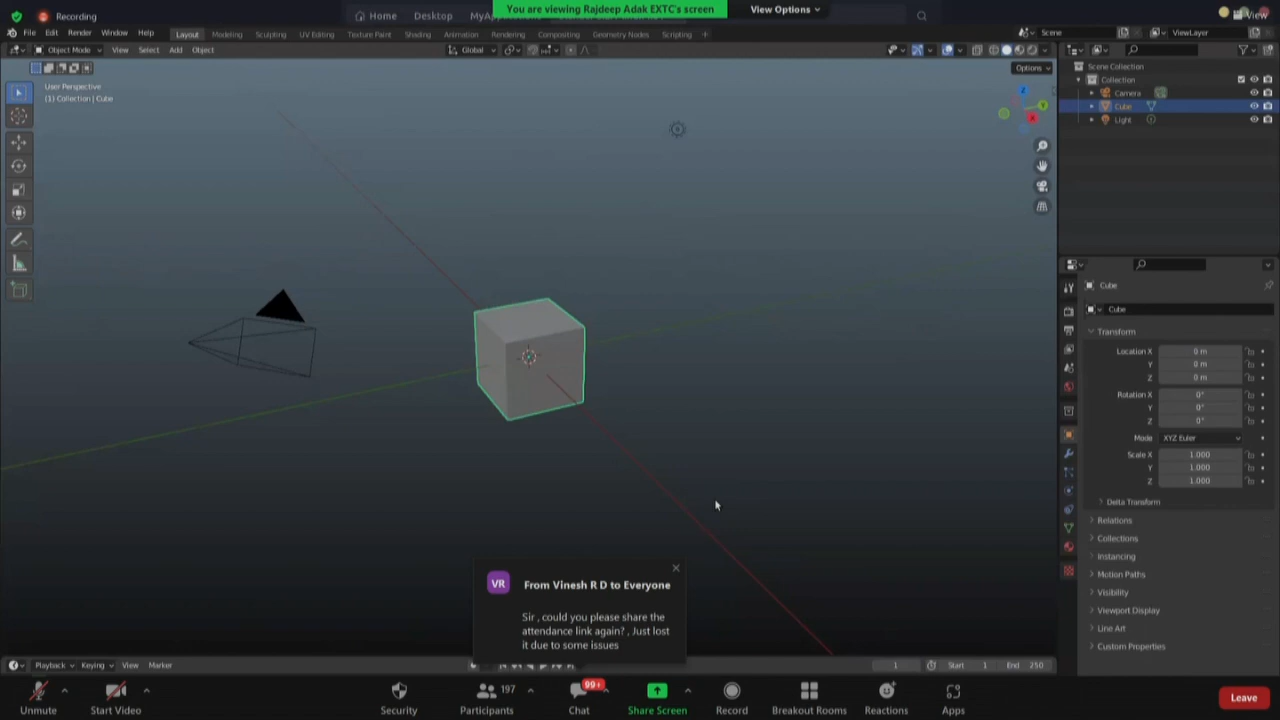 Recording
Home
Desktop
You are viewing Rajdeep Adak EXTC's screen
View Options
View
File
Edit
Render
Window
Help
Layout
Modeling
Sculpting
UV Editing
Texture Paint
Shading
Animation
Rendering
Compositing
Geometry Nodes
Scripting
+
Scene
ViewLayer
Object Mode
View
Select
Add
Object
Global
Options
User Perspective
(1) Collection | Cube
Z
Y
X
Scene Collection
Collection
Camera
Cube
Light
Cube
Cube
Transform
Location X 0 m
Y 0 m
Z 0 m
Rotation X 0°
Y 0°
Z 0°
Mode XYZ Euler
Scale X 1.000
Y 1.000
Z 1.000
Delta Transform
Relations
Collections
Instancing
Motion Paths
Visibility
Viewport Display
Line Art
Custom Properties
VR
From Vinesh R D to Everyone
Sir , could you please share the
attendance link again? , Just lost
it due to some issues
Playback
Keying
View
Marker
1
Start 1
End 250
Unmute
Start Video
Security
Participants
197
Chat
99+
Share Screen
Record
Breakout Rooms
Reactions
Apps
Leave